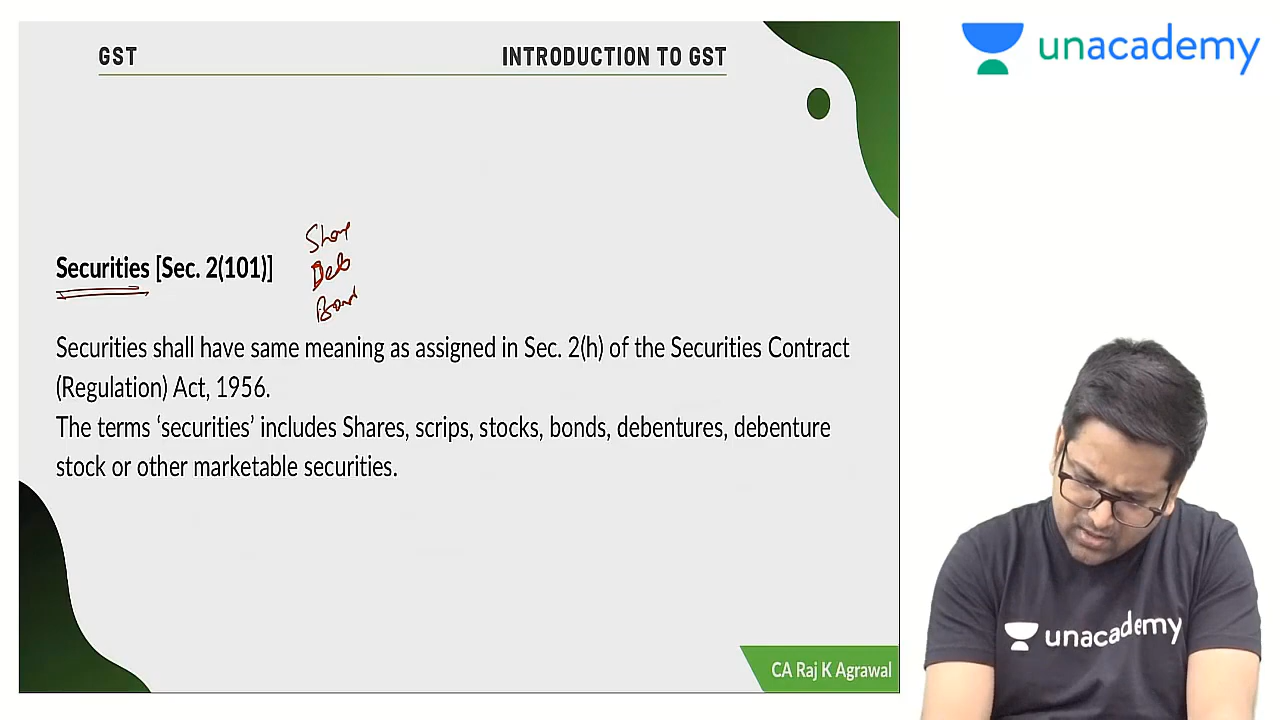 GST
INTRODUCTION TO GST
unacademy
Securities [Sec. 2(101)]
Deb
Securities shall have same meaning as assigned in Sec. 2(h) of the Securities Contract
(Regulation) Act, 1956.
The terms ‘securities’ includes Shares, scrips, stocks, bonds, debentures, debenture
stock or other marketable securities.
unacademy
CA Raj K Agrawal